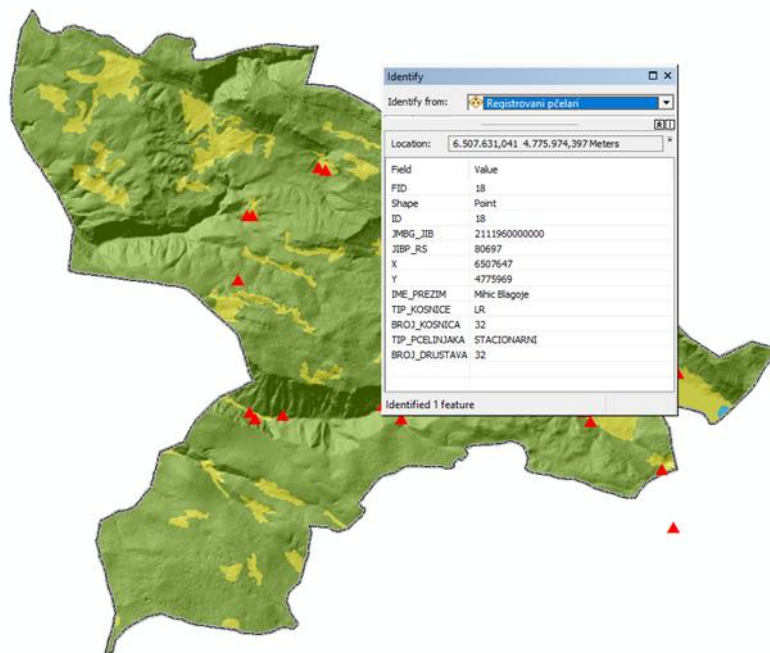 Identify
Identify from: Registrovani pčelari
Location: 6.507.631,041 4.775.974,397 Meters
Field Value
FID 18
Shape Point
ID 18
JMBG_JIB 2111960000000
JIBP_RS 80697
X 6507647
Y 4775969
IME_PREZIM Mihic Blagoje
TIP_KOSNICE LR
BROJ_KOSNICA 32
TIP_PCELINJAKA STACIONARNI
BROJ_DRUSTAVA 32
Identified 1 feature